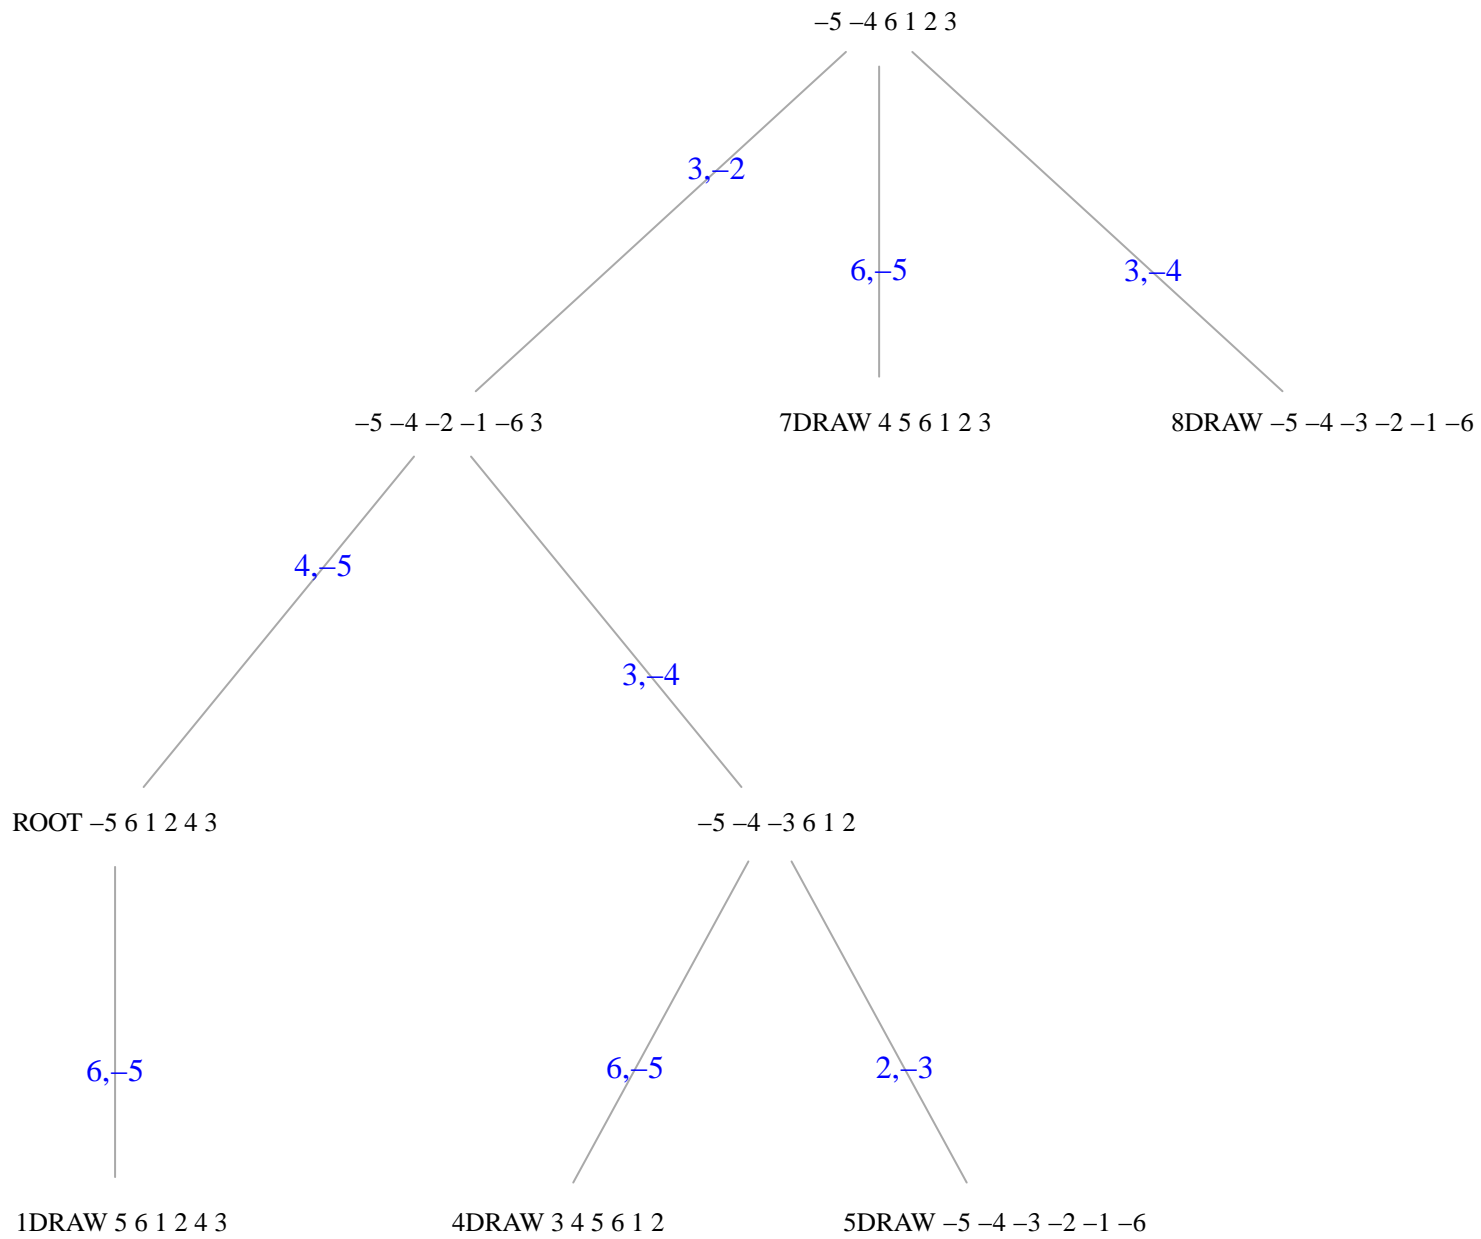 –5 –4 6 1 2 3
3,–2
6,–5
3,–4
–5 –4 –2 –1 –6 3
7DRAW 4 5 6 1 2 3
8DRAW –5 –4 –3 –2 –1 –6
4,–5
3,–4
ROOT –5 6 1 2 4 3
–5 –4 –3 6 1 2
6,–5
6,–5
2,–3
1DRAW 5 6 1 2 4 3
4DRAW 3 4 5 6 1 2
5DRAW –5 –4 –3 –2 –1 –6